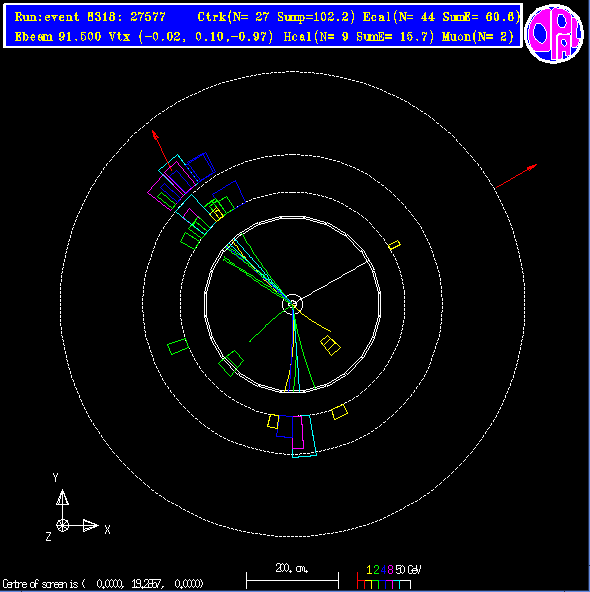 Run:event 8318: 27577 Ctrk(N= 27 Sump=102.2) Ecal(N= 44 SumE= 60.6)
Ebeam 91.500 Vtx (-0.02, 0.10,-0.97) Hcal(N= 9 SumE= 15.7) Muon(N= 2)
OPAL
Y
X
Z
200. cm.
1 2 4 8 50 GeV
Centre of screen is ( 0.0000, 19.2857, 0.0000)